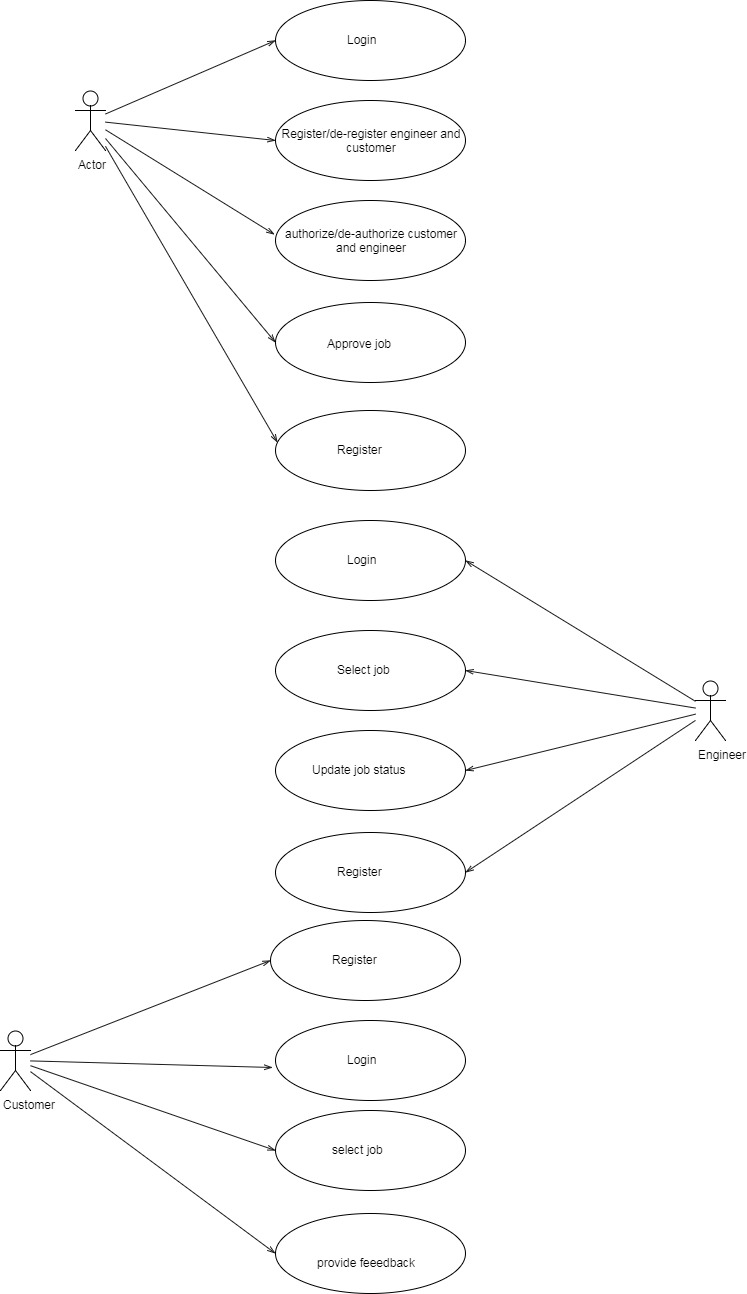 Login
Register/de-register engineer and
customer
Actor
authorize/de-authorize customer
and engineer
Approve job
Register
Login
Select job
Engineer
Update job status
Register
Register
Login
Customer
select job
provide feeedback